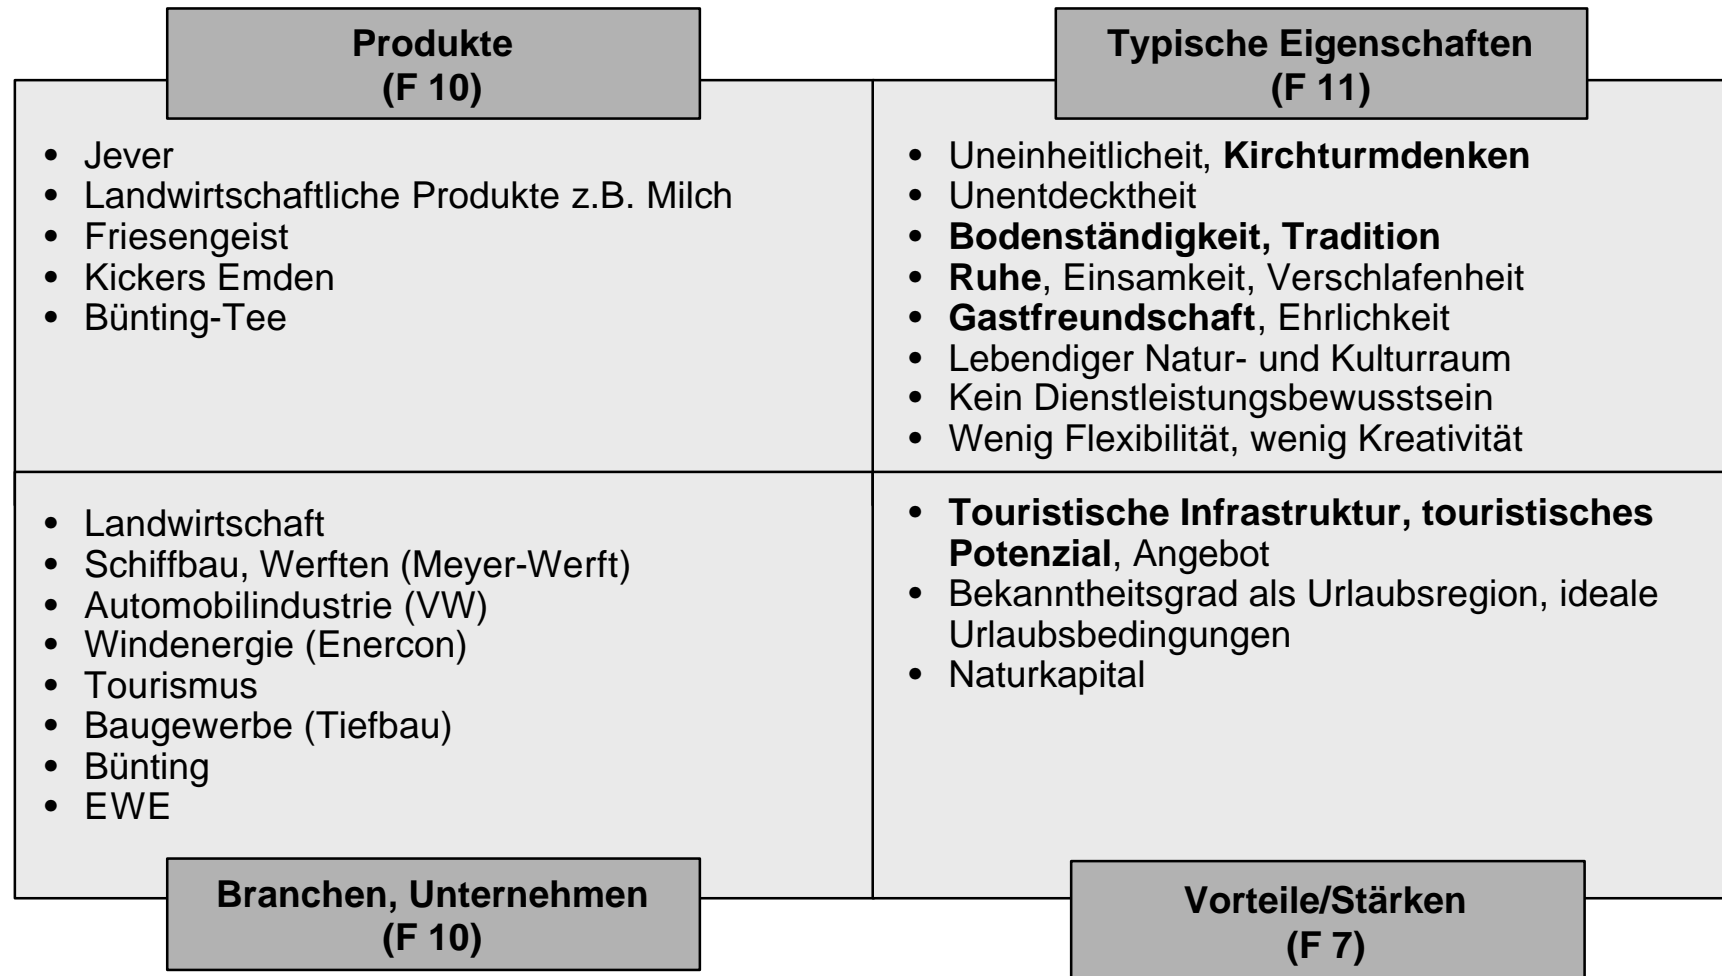 Produkte
(F 10)
• Jever
• Landwirtschaftliche Produkte z.B. Milch
• Friesengeist
• Kickers Emden
• Bünting-Tee
Typische Eigenschaften
(F 11)
• Uneinheitlicheit, Kirchturmdenken
• Unentdecktheit
• Bodenständigkeit, Tradition
• Ruhe, Einsamkeit, Verschlafenheit
• Gastfreundschaft, Ehrlichkeit
• Lebendiger Natur- und Kulturraum
• Kein Dienstleistungsbewusstsein
• Wenig Flexibilität, wenig Kreativität
• Landwirtschaft
• Schiffbau, Werften (Meyer-Werft)
• Automobilindustrie (VW)
• Windenergie (Enercon)
• Tourismus
• Baugewerbe (Tiefbau)
• Bünting
• EWE
Branchen, Unternehmen
(F 10)
• Touristische Infrastruktur, touristisches
Potenzial, Angebot
• Bekanntheitsgrad als Urlaubsregion, ideale
Urlaubsbedingungen
• Naturkapital
Vorteile/Stärken
(F 7)